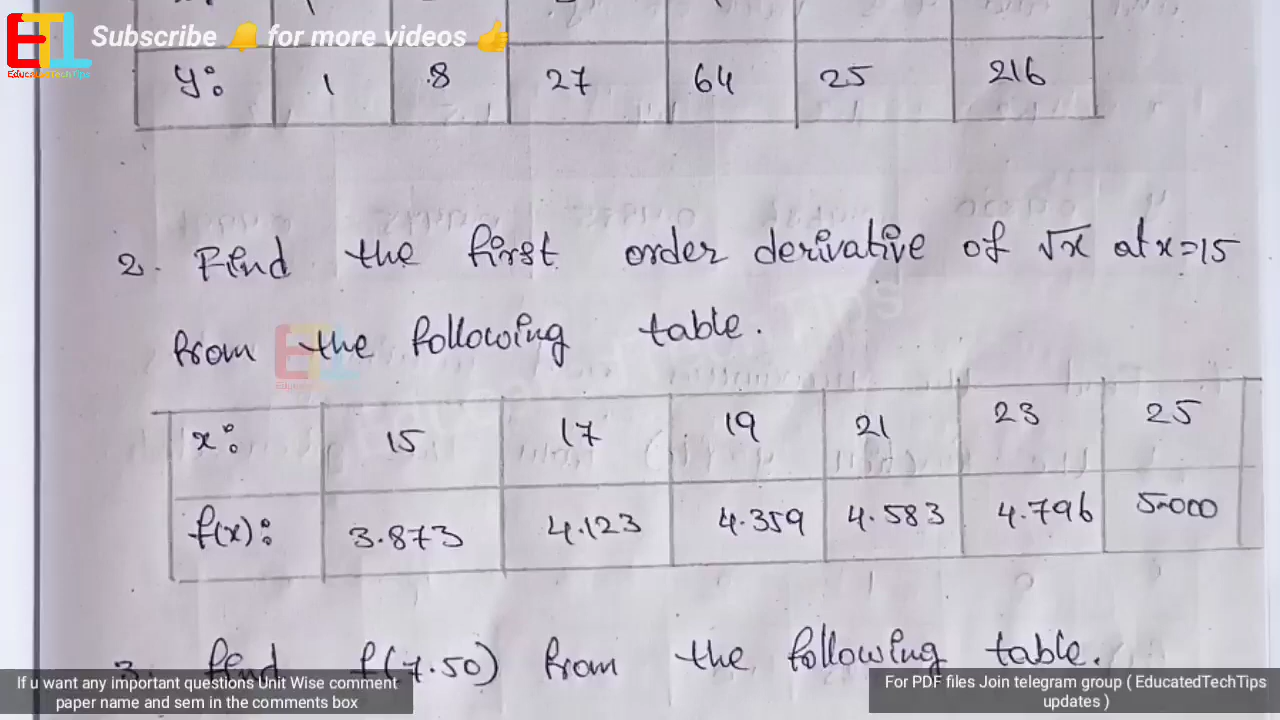 ETL Subscribe 🔔 for more videos 👍
EducatedTechTips
y: 1 8 27 64 25 216
2. Find the first order derivative of √x at x=15
from the following table.
x: 15 17 19 21 23 25
f(x): 3.873 4.123 4.359 4.583 4.796 5.000
3. find f(7.50) from the following table.
If u want any important questions Unit Wise comment
paper name and sem in the comments box
For PDF files Join telegram group ( EducatedTechTips
updates )